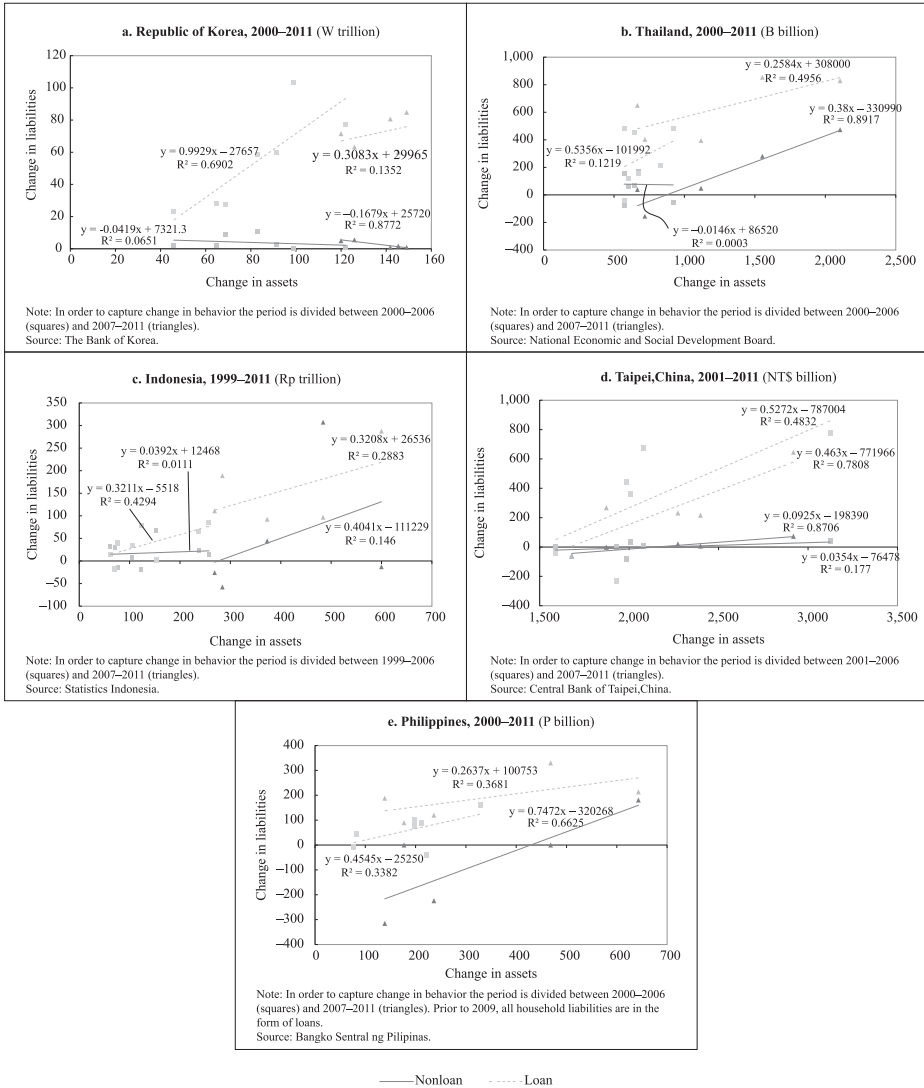 a. Republic of Korea, 2000–2011 (W trillion)
Change in liabilities
120
100
80
60
40
20
0
y = 0.9929x – 27657
R² = 0.6902
y = 0.3083x + 29965
R² = 0.1352
y = –0.1679x + 25720
R² = 0.8772
y = -0.0419x + 7321.3
R² = 0.0651
0 20 40 60 80 100 120 140 160
Change in assets
Note: In order to capture change in behavior the period is divided between 2000–2006
(squares) and 2007–2011 (triangles).
Source: The Bank of Korea.
b. Thailand, 2000–2011 (B billion)
Change in liabilities
1,000
800
600
400
200
0
–200
–400
y = 0.2584x + 308000
R² = 0.4956
y = 0.38x – 330990
R² = 0.8917
y = 0.5356x – 101992
R² = 0.1219
y = –0.0146x + 86520
R² = 0.0003
0 500 1,000 1,500 2,000 2,500
Change in assets
Note: In order to capture change in behavior the period is divided between 2000–2006
(squares) and 2007–2011 (triangles).
Source: National Economic and Social Development Board.
c. Indonesia, 1999–2011 (Rp trillion)
Change in liabilities
350
300
250
200
150
100
50
0
–50
–100
y = 0.0392x + 12468
R² = 0.0111
y = 0.3208x + 26536
R² = 0.2883
y = 0.3211x – 5518
R² = 0.4294
y = 0.4041x – 111229
R² = 0.146
0 100 200 300 400 500 600 700
Change in assets
Note: In order to capture change in behavior the period is divided between 1999–2006
(squares) and 2007–2011 (triangles).
Source: Statistics Indonesia.
d. Taipei,China, 2001–2011 (NT$ billion)
Change in liabilities
1,000
800
600
400
200
0
–200
–400
y = 0.5272x – 787004
R² = 0.4832
y = 0.463x – 771966
R² = 0.7808
y = 0.0925x – 198390
R² = 0.8706
y = 0.0354x – 76478
R² = 0.177
1,500 2,000 2,500 3,000 3,500
Change in assets
Note: In order to capture change in behavior the period is divided between 2001–2006
(squares) and 2007–2011 (triangles).
Source: Central Bank of Taipei,China.
e. Philippines, 2000–2011 (P billion)
Change in liabilities
400
300
200
100
0
–100
–200
–300
–400
y = 0.2637x + 100753
R² = 0.3681
y = 0.7472x – 320268
R² = 0.6625
y = 0.4545x – 25250
R² = 0.3382
0 100 200 300 400 500 600 700
Change in assets
Note: In order to capture change in behavior the period is divided between 2000–2006
(squares) and 2007–2011 (triangles). Prior to 2009, all household liabilities are in the
form of loans.
Source: Bangko Sentral ng Pilipinas.
Nonloan Loan